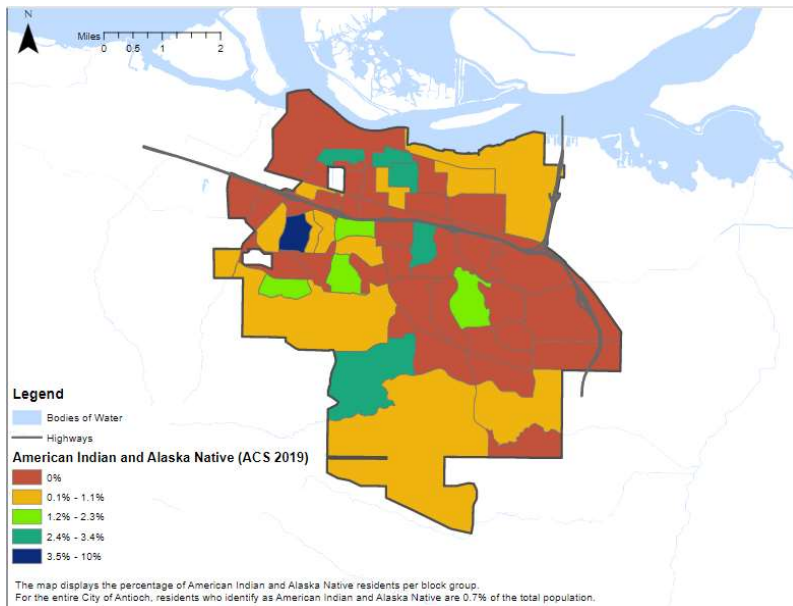 N
Miles
0 0.5 1 2
Legend
Bodies of Water
Highways
American Indian and Alaska Native (ACS 2019)
0%
0.1% - 1.1%
1.2% - 2.3%
2.4% - 3.4%
3.5% - 10%
The map displays the percentage of American Indian and Alaska Native residents per block group.
For the entire City of Antioch, residents who identify as American Indian and Alaska Native are 0.7% of the total population.